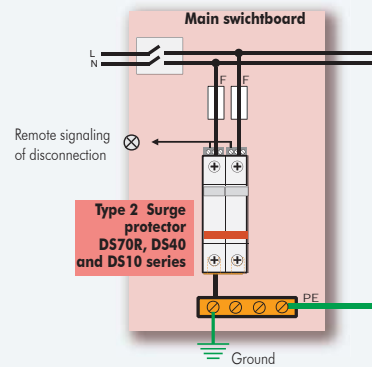 Main swichtboard
L
N
F
F
Remote signaling
of disconnection
Type 2 Surge
protector
DS70R, DS40
and DS10 series
PE
Ground